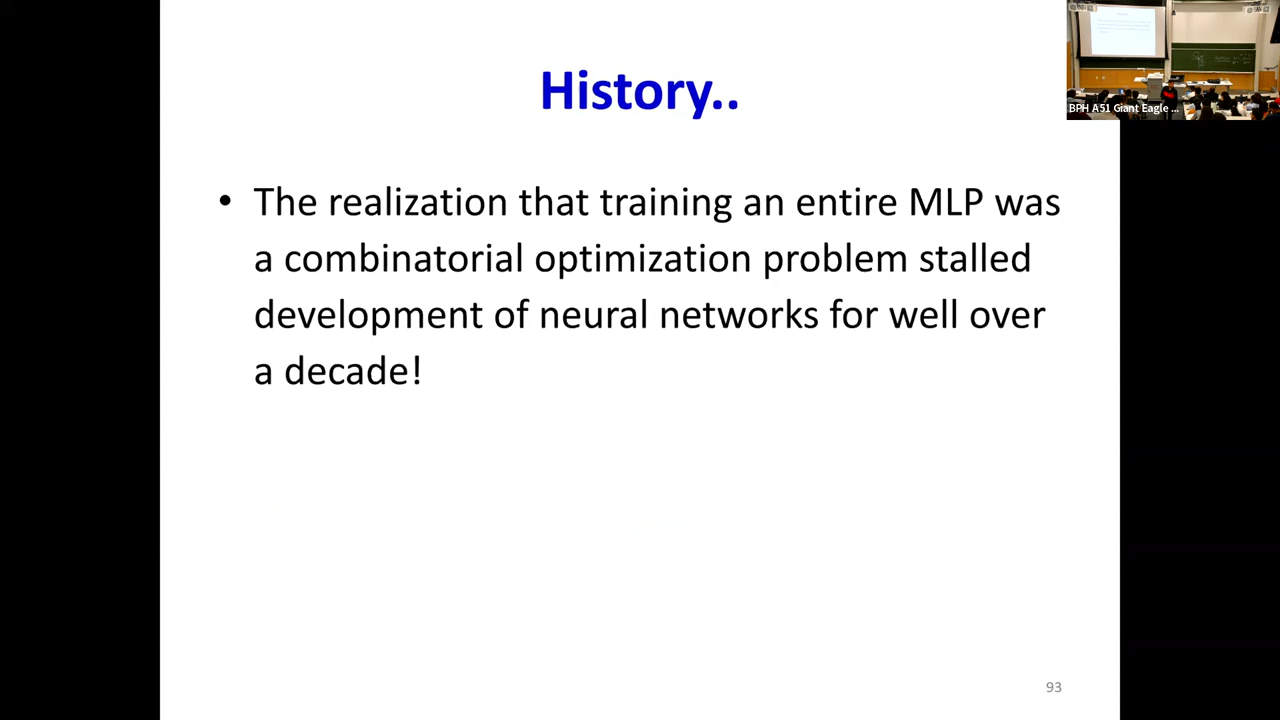 History..
BPH A51 Giant Eagle ...
• The realization that training an entire MLP was
a combinatorial optimization problem stalled
development of neural networks for well over
a decade!
93